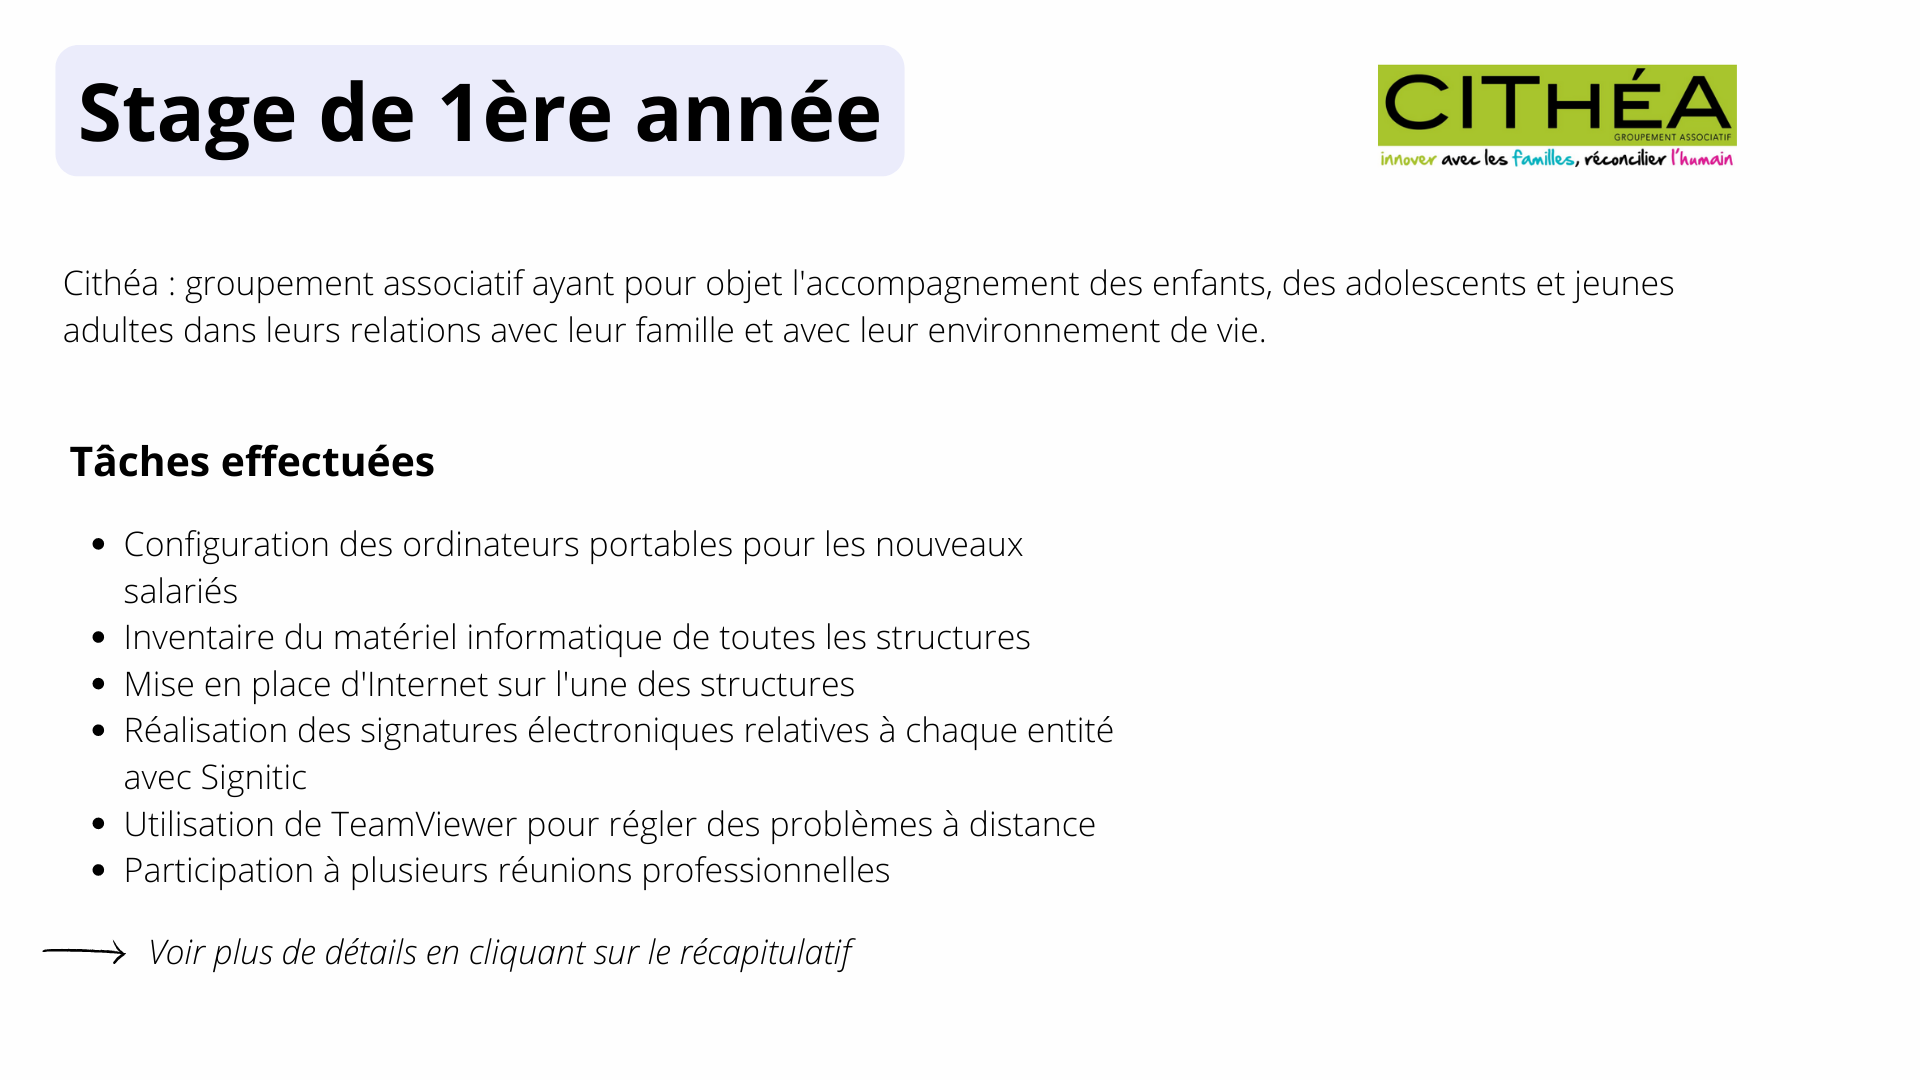 Stage de 1ère année
CITHÉA
GROUPEMENT ASSOCIATIF
innover avec les familles, réconcilier l'humain
Cithéa : groupement associatif ayant pour objet l'accompagnement des enfants, des adolescents et jeunes
adultes dans leurs relations avec leur famille et avec leur environnement de vie.
Tâches effectuées
• Configuration des ordinateurs portables pour les nouveaux
salariés
• Inventaire du matériel informatique de toutes les structures
• Mise en place d'Internet sur l'une des structures
• Réalisation des signatures électroniques relatives à chaque entité
avec Signitic
• Utilisation de TeamViewer pour régler des problèmes à distance
• Participation à plusieurs réunions professionnelles
Voir plus de détails en cliquant sur le récapitulatif